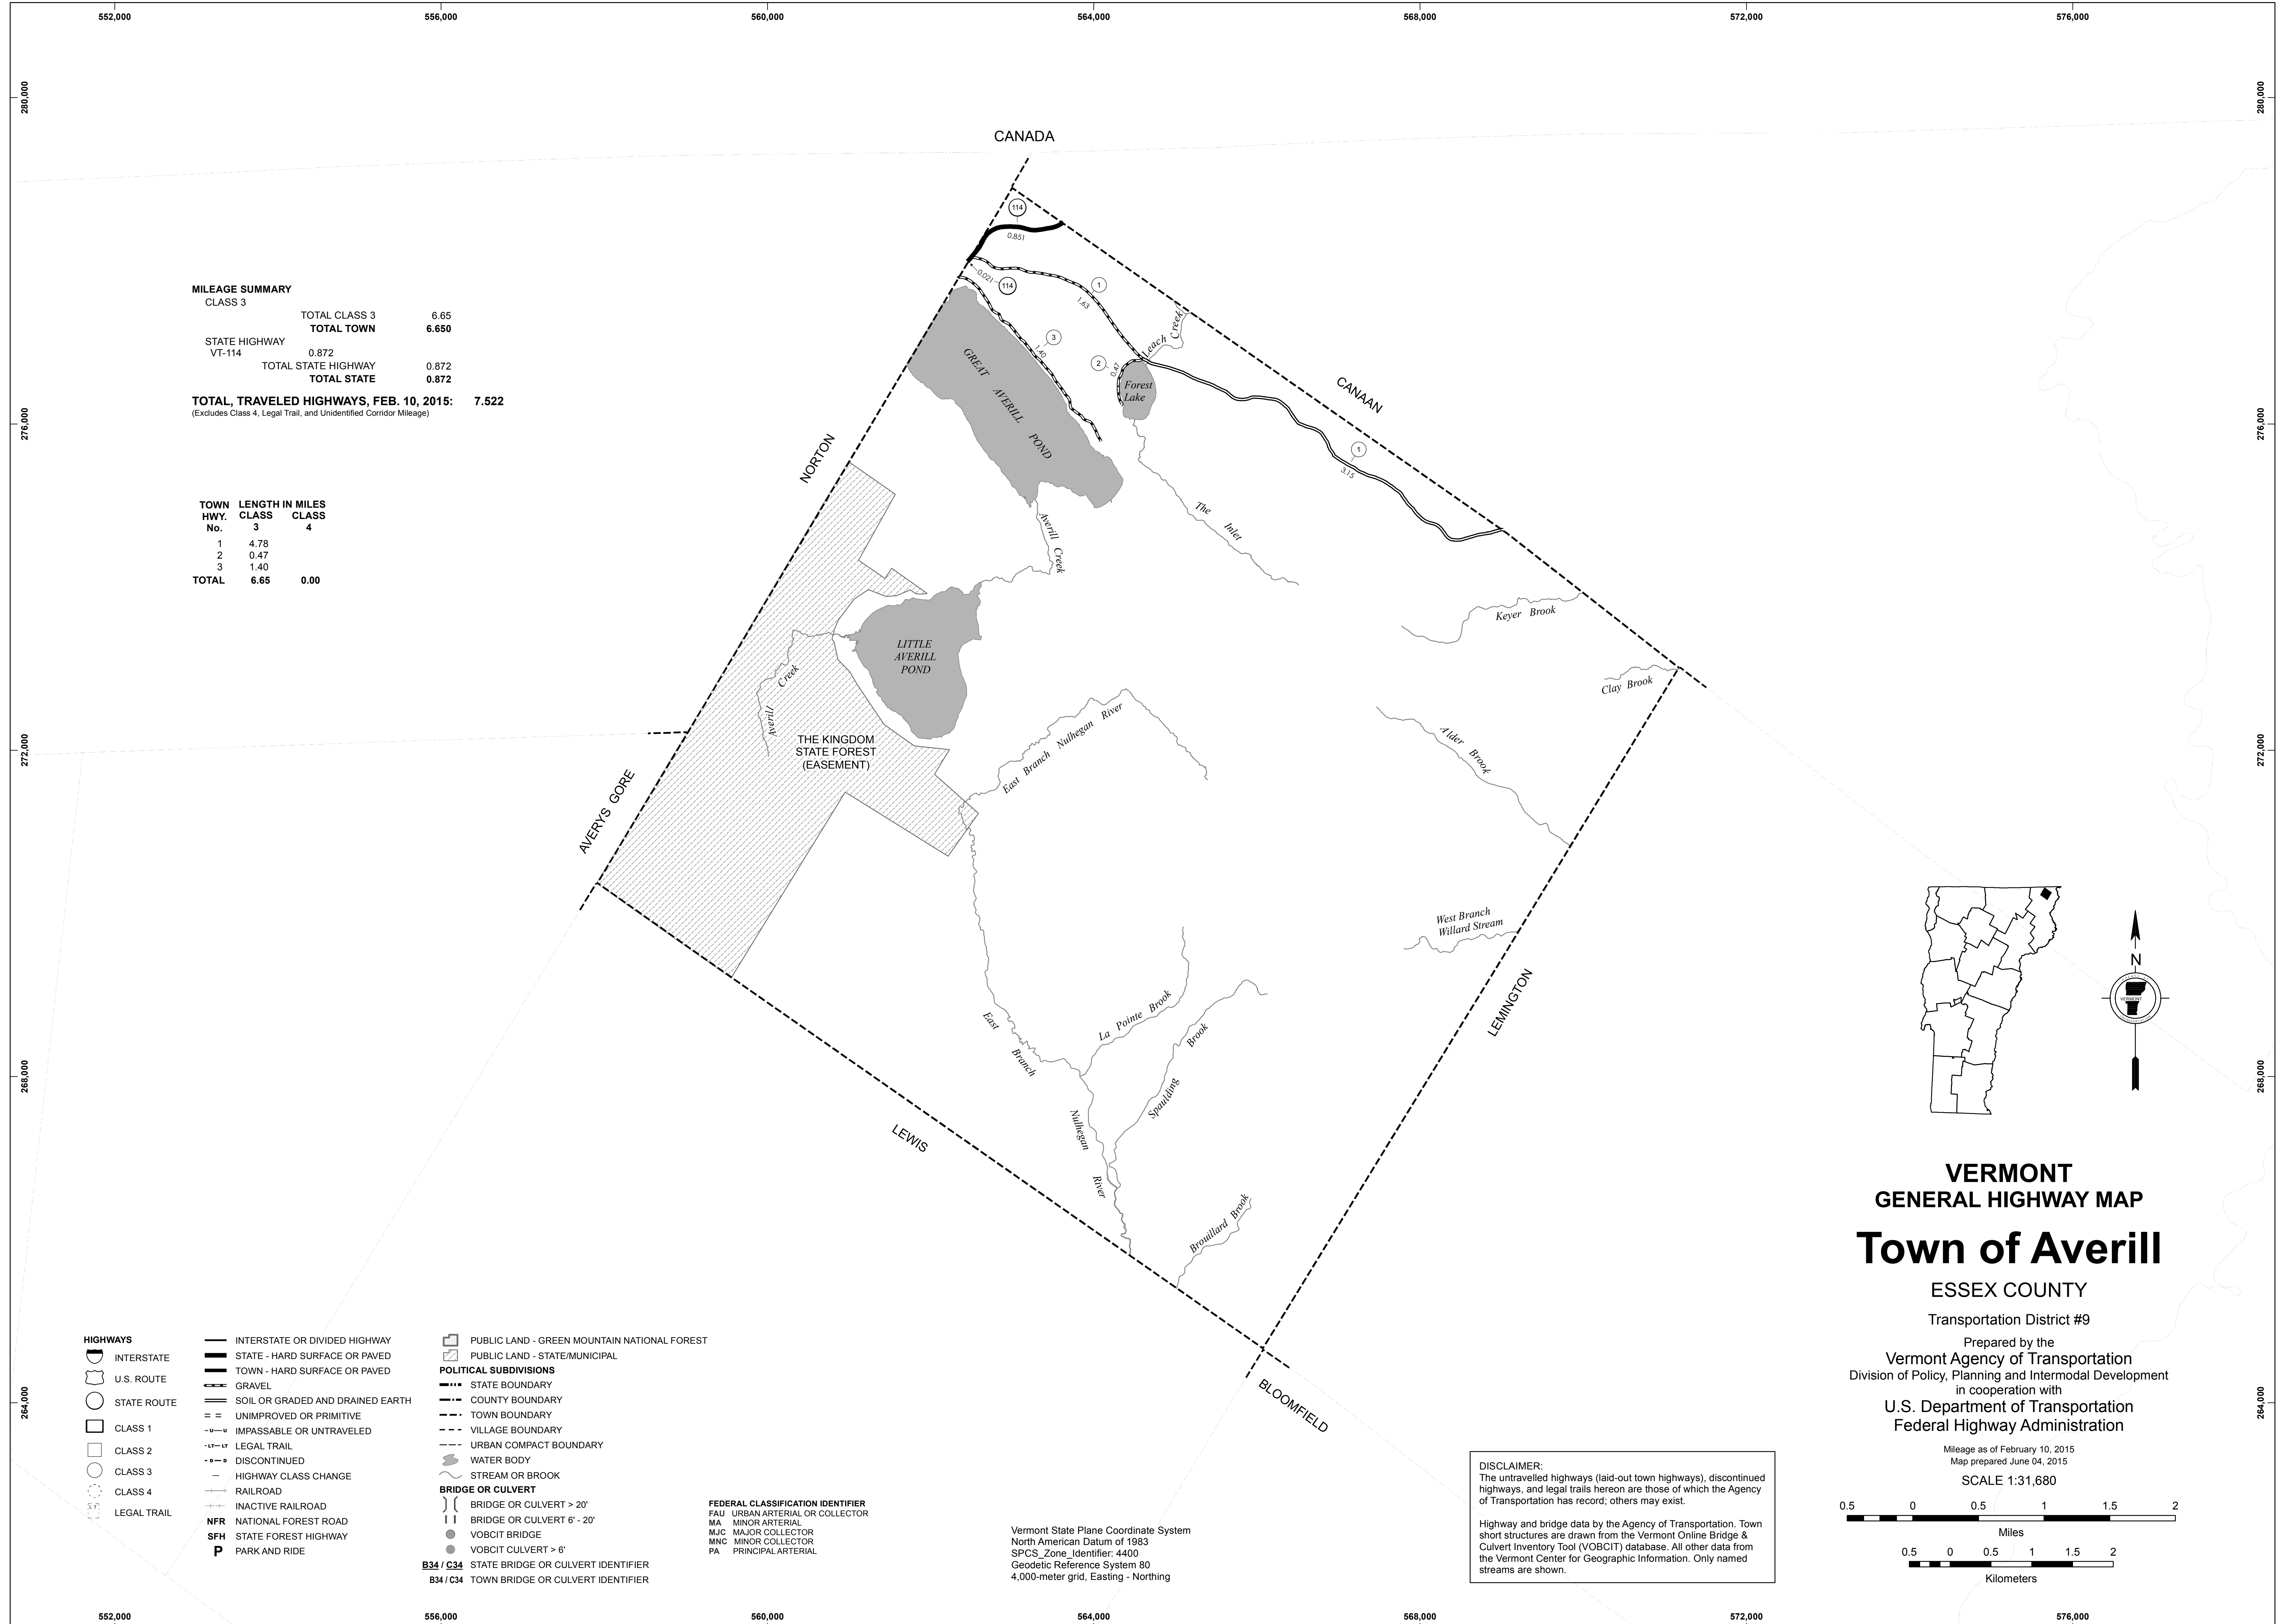 552,000 556,000 560,000 564,000 568,000 572,000 576,000
280,000
280,000
276,000
276,000
272,000
272,000
268,000
268,000
264,000
264,000
CANADA
114
0.851
0.021
114
1
1.63
3
1.40
2
0.47
Leach Creek
Forest
Lake
GREAT AVERILL POND
CANAAN
1
3.15
NORTON
Averill Creek
The Inlet
Keyer Brook
Clay Brook
LITTLE
AVERILL
POND
Averill Creek
THE KINGDOM
STATE FOREST
(EASEMENT)
East Branch Nulhegan River
Alder Brook
AVERYS GORE
West Branch
Willard Stream
LEMINGTON
La Pointe Brook
Spaulding Brook
East Branch Nulhegan River
LEWIS
Brouillard Brook
BLOOMFIELD
MILEAGE SUMMARY
CLASS 3
TOTAL CLASS 3 6.65
TOTAL TOWN 6.650
STATE HIGHWAY
VT-114 0.872
TOTAL STATE HIGHWAY 0.872
TOTAL STATE 0.872
TOTAL, TRAVELED HIGHWAYS, FEB. 10, 2015: 7.522
(Excludes Class 4, Legal Trail, and Unidentified Corridor Mileage)
TOWN LENGTH IN MILES
HWY. CLASS CLASS
No. 3 4
1 4.78
2 0.47
3 1.40
TOTAL 6.65 0.00
N
VERMONT
VERMONT
GENERAL HIGHWAY MAP
Town of Averill
ESSEX COUNTY
Transportation District #9
Prepared by the
Vermont Agency of Transportation
Division of Policy, Planning and Intermodal Development
in cooperation with
U.S. Department of Transportation
Federal Highway Administration
Mileage as of February 10, 2015
Map prepared June 04, 2015
SCALE 1:31,680
0.5 0 0.5 1 1.5 2
Miles
0.5 0 0.5 1 1.5 2
Kilometers
HIGHWAYS
INTERSTATE
U.S. ROUTE
STATE ROUTE
CLASS 1
CLASS 2
CLASS 3
CLASS 4
L T LEGAL TRAIL
INTERSTATE OR DIVIDED HIGHWAY
STATE - HARD SURFACE OR PAVED
TOWN - HARD SURFACE OR PAVED
GRAVEL
SOIL OR GRADED AND DRAINED EARTH
UNIMPROVED OR PRIMITIVE
U U IMPASSABLE OR UNTRAVELED
LT LT LEGAL TRAIL
D D DISCONTINUED
HIGHWAY CLASS CHANGE
RAILROAD
INACTIVE RAILROAD
NFR NATIONAL FOREST ROAD
SFH STATE FOREST HIGHWAY
P PARK AND RIDE
PUBLIC LAND - GREEN MOUNTAIN NATIONAL FOREST
PUBLIC LAND - STATE/MUNICIPAL
POLITICAL SUBDIVISIONS
STATE BOUNDARY
COUNTY BOUNDARY
TOWN BOUNDARY
VILLAGE BOUNDARY
URBAN COMPACT BOUNDARY
WATER BODY
STREAM OR BROOK
BRIDGE OR CULVERT
BRIDGE OR CULVERT > 20'
BRIDGE OR CULVERT 6' - 20'
VOBCIT BRIDGE
VOBCIT CULVERT > 6'
B34 / C34 STATE BRIDGE OR CULVERT IDENTIFIER
B34 / C34 TOWN BRIDGE OR CULVERT IDENTIFIER
FEDERAL CLASSIFICATION IDENTIFIER
FAU URBAN ARTERIAL OR COLLECTOR
MA MINOR ARTERIAL
MJC MAJOR COLLECTOR
MNC MINOR COLLECTOR
PA PRINCIPAL ARTERIAL
Vermont State Plane Coordinate System
North American Datum of 1983
SPCS_Zone_Identifier: 4400
Geodetic Reference System 80
4,000-meter grid, Easting - Northing
DISCLAIMER:
The untravelled highways (laid-out town highways), discontinued
highways, and legal trails hereon are those of which the Agency
of Transportation has record; others may exist.
Highway and bridge data by the Agency of Transportation. Town
short structures are drawn from the Vermont Online Bridge &
Culvert Inventory Tool (VOBCIT) database. All other data from
the Vermont Center for Geographic Information. Only named
streams are shown.
552,000 556,000 560,000 564,000 568,000 572,000 576,000